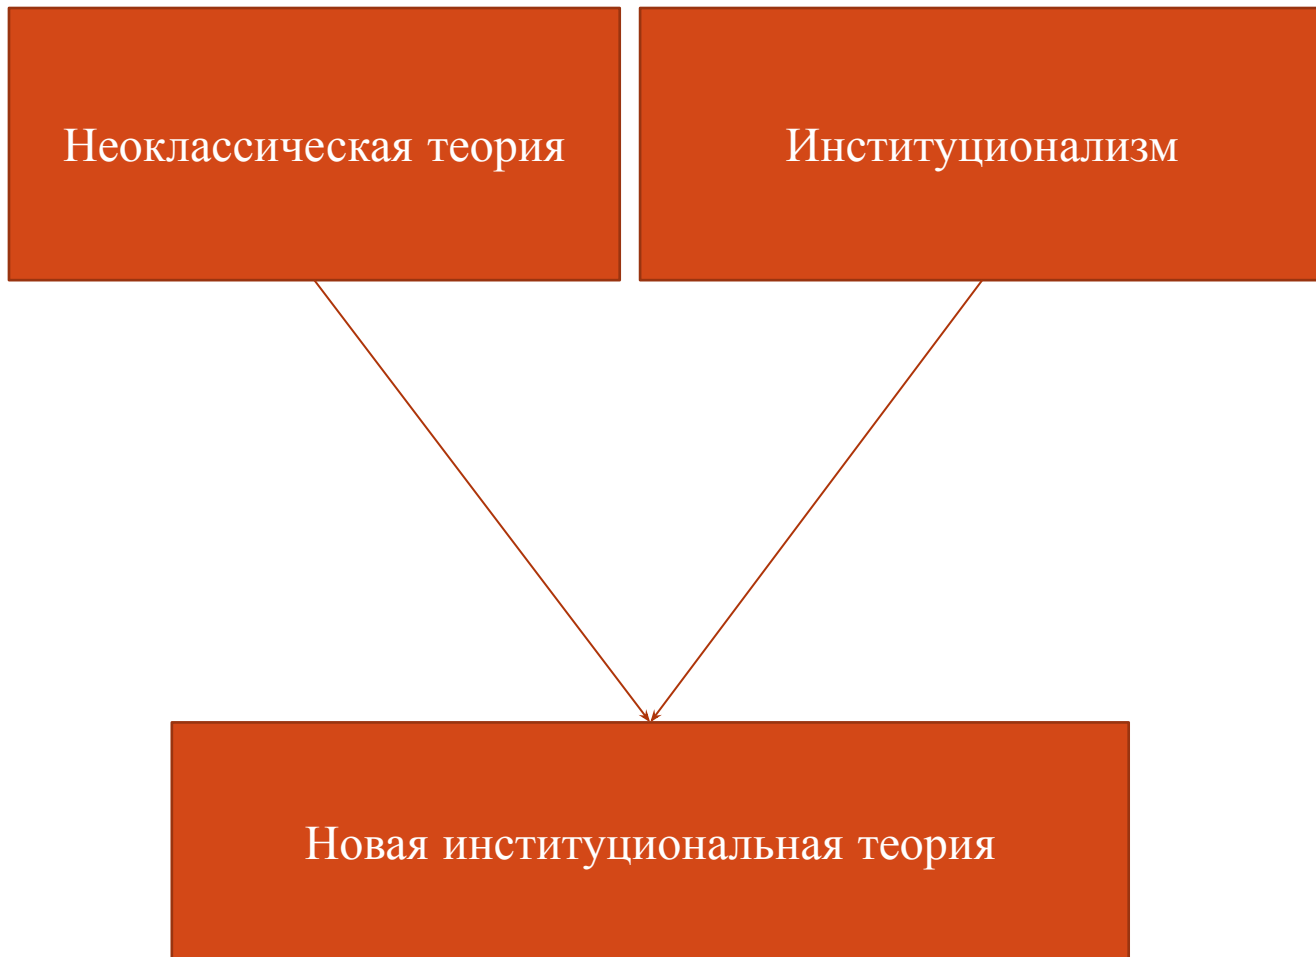 Неоклассическая теория
Институционализм
Новая институциональная теория